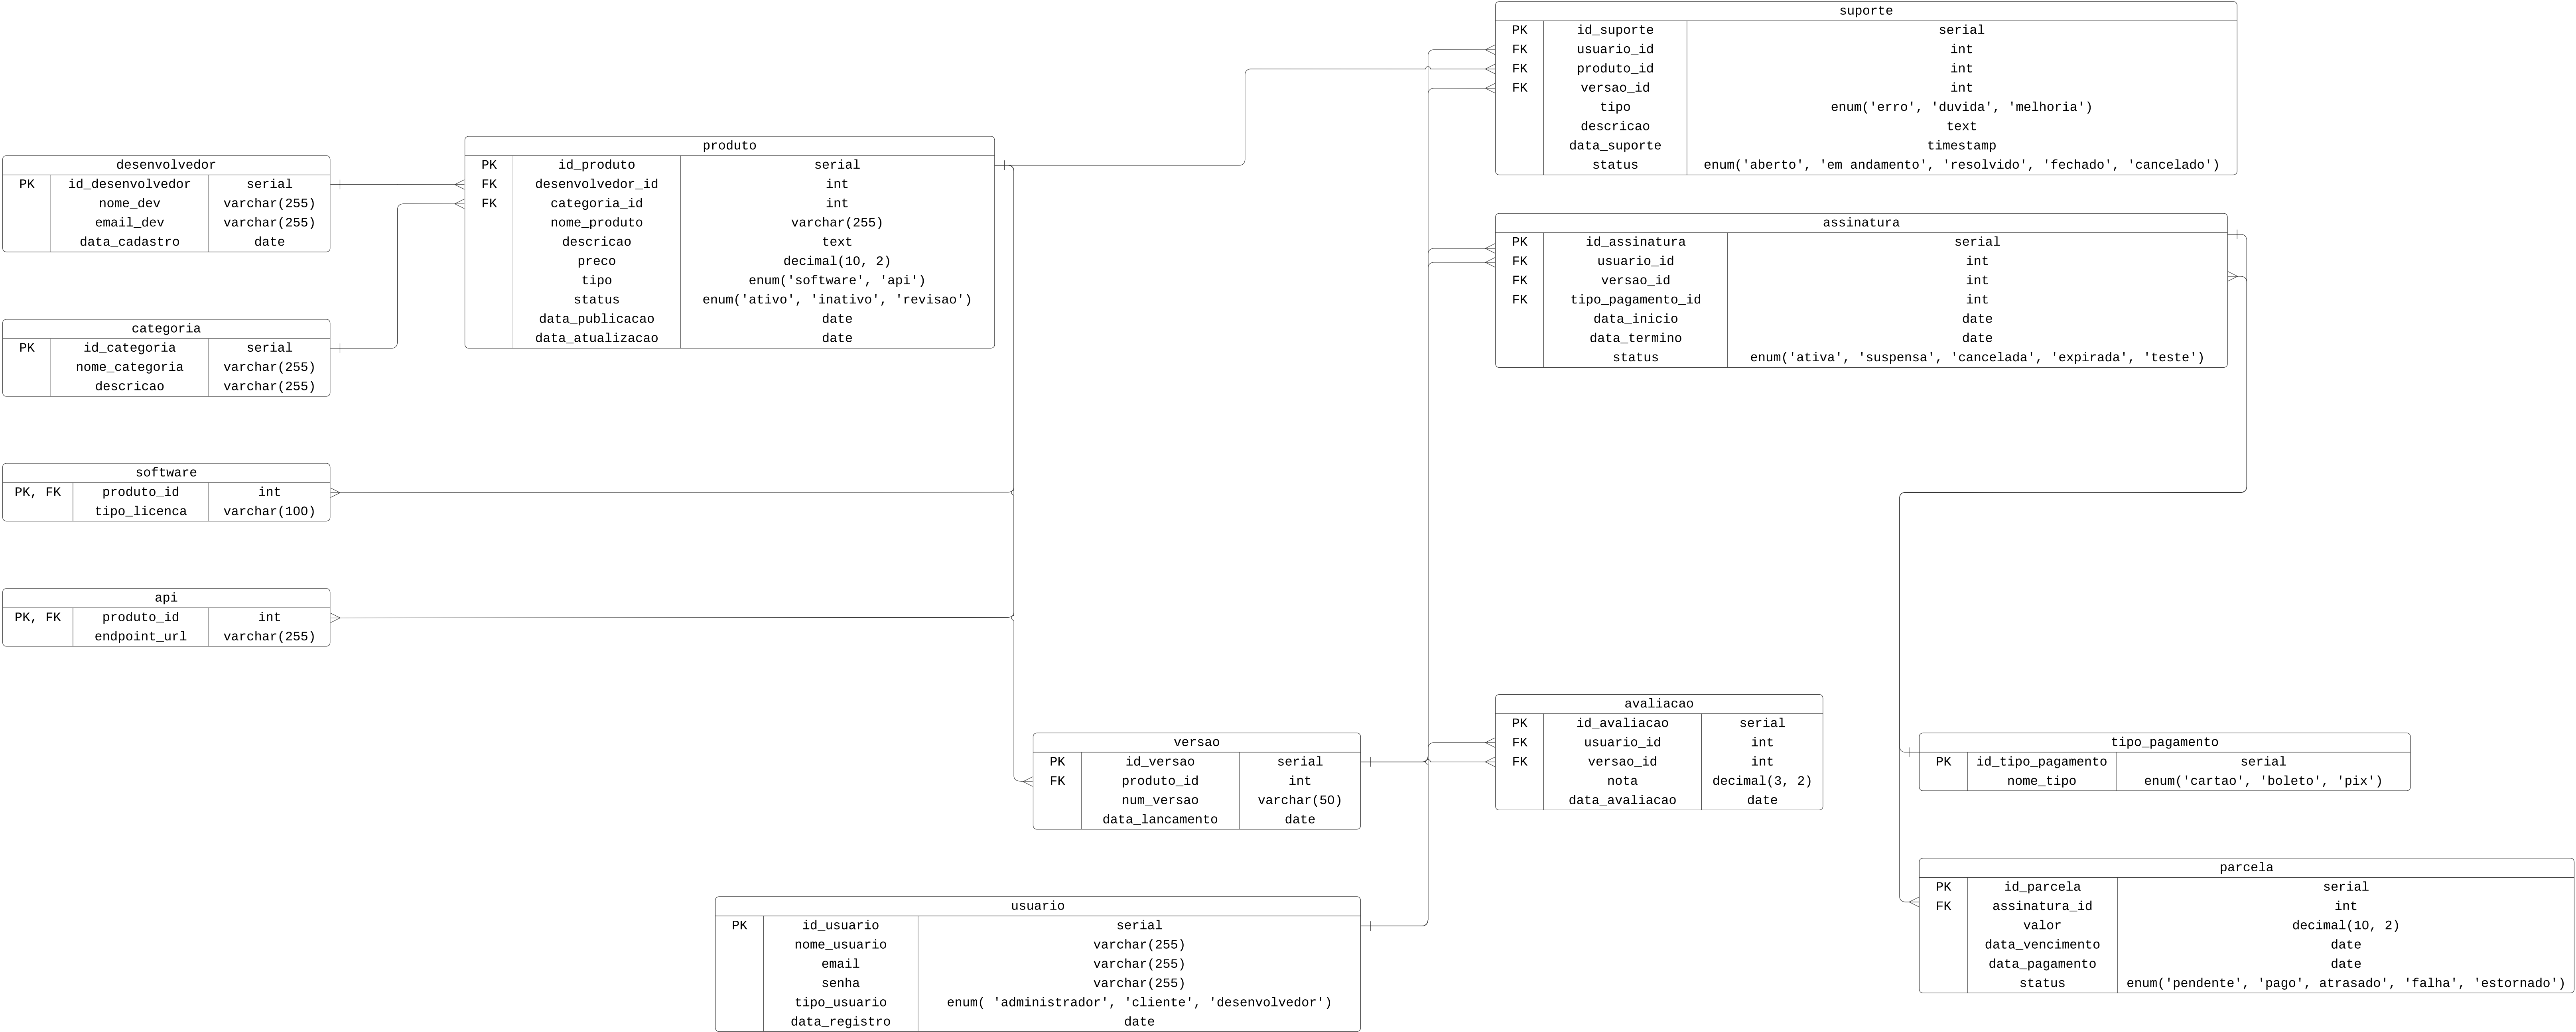 suporte
PK id_suporte serial
FK usuario_id int
FK produto_id int
FK versao_id int
tipo enum('erro', 'duvida', 'melhoria')
descricao text
data_suporte timestamp
status enum('aberto', 'em andamento', 'resolvido', 'fechado', 'cancelado')
produto
PK id_produto serial
FK desenvolvedor_id int
FK categoria_id int
nome_produto varchar(255)
descricao text
preco decimal(10, 2)
tipo enum('software', 'api')
status enum('ativo', 'inativo', 'revisao')
data_publicacao date
data_atualizacao date
desenvolvedor
PK id_desenvolvedor serial
nome_dev varchar(255)
email_dev varchar(255)
data_cadastro date
assinatura
PK id_assinatura serial
FK usuario_id int
FK versao_id int
FK tipo_pagamento_id int
data_inicio date
data_termino date
status enum('ativa', 'suspensa', 'cancelada', 'expirada', 'teste')
categoria
PK id_categoria serial
nome_categoria varchar(255)
descricao varchar(255)
software
PK, FK produto_id int
tipo_licenca varchar(100)
api
PK, FK produto_id int
endpoint_url varchar(255)
avaliacao
PK id_avaliacao serial
FK usuario_id int
FK versao_id int
nota decimal(3, 2)
data_avaliacao date
versao
PK id_versao serial
FK produto_id int
num_versao varchar(50)
data_lancamento date
tipo_pagamento
PK id_tipo_pagamento serial
nome_tipo enum('cartao', 'boleto', 'pix')
parcela
PK id_parcela serial
FK assinatura_id int
valor decimal(10, 2)
data_vencimento date
data_pagamento date
status enum('pendente', 'pago', atrasado', 'falha', 'estornado')
usuario
PK id_usuario serial
nome_usuario varchar(255)
email varchar(255)
senha varchar(255)
tipo_usuario enum( 'administrador', 'cliente', 'desenvolvedor')
data_registro date